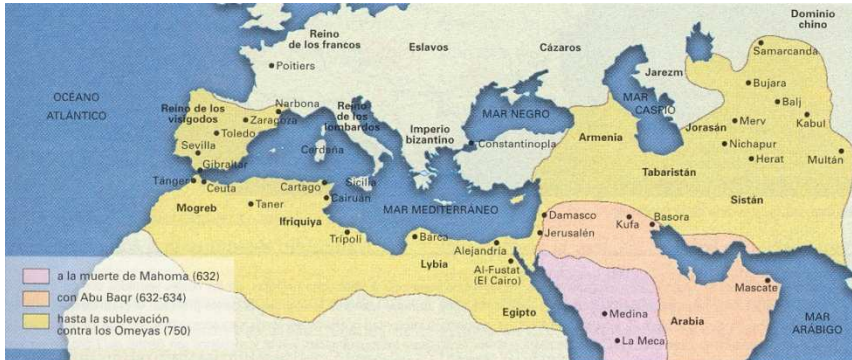 Dominio
chino
Reino
de los francos
Eslavos
Cázaros
Samarcanda
Poitiers
Jarezm
Bujara
OCÉANO
ATLÁNTICO
Reino de los
visigodos
Narbona
Reino
de los
lombardos
MAR NEGRO
MAR
CASPIO
Balj
Zaragoza
Toledo
Imperio
bizantino
Constantinopla
Armenia
Jorasán
Merv
Kabul
Sevilla
Cerdaña
Nichapur
Herat
Multán
Gibraltar
Tánger
Ceuta
Cartago
Sicilia
Cairuán
Tabaristán
Sistán
Mogreb
Taner
Ifriquiya
MAR MEDITERRÁNEO
Damasco
Kufa
Basora
Trípoli
Barca
Alejandría
Jerusalén
Lybia
Al-Fustat
(El Cairo)
Egipto
Medina
La Meca
Arabia
Mascate
MAR
ARÁBIGO
a la muerte de Mahoma (632)
con Abu Baqr (632-634)
hasta la sublevación
contra los Omeyas (750)